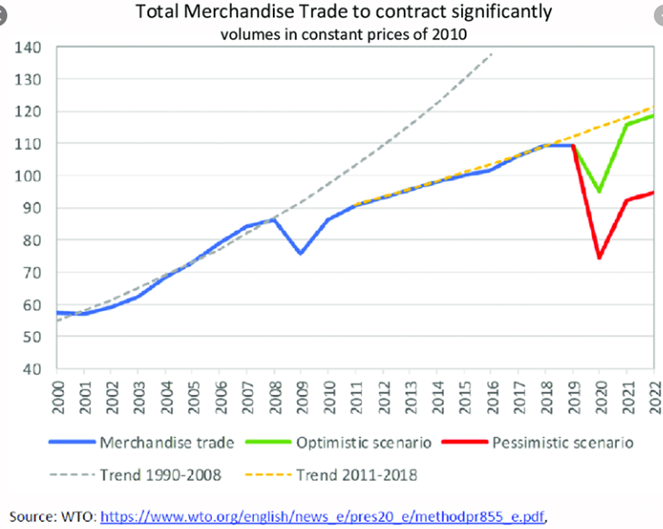 Total Merchandise Trade to contract significantly
volumes in constant prices of 2010
140
130
120
110
100
90
80
70
60
50
40
2000 2001 2002 2003 2004 2005 2006 2007 2008 2009 2010 2011 2012 2013 2014 2015 2016 2017 2018 2019 2020 2021 2022
Merchandise trade Optimistic scenario Pessimistic scenario
Trend 1990-2008 Trend 2011-2018
Source: WTO: https://www.wto.org/english/news_e/pres20_e/methodpr855_e.pdf,